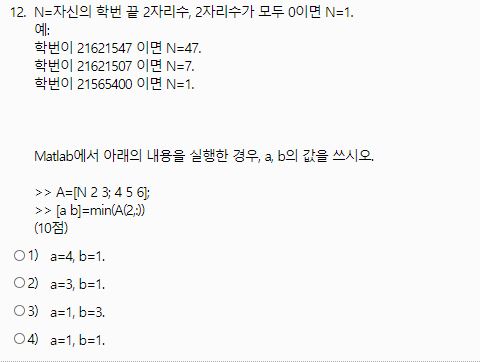 12. N=자신의 학번 끝 2자리수, 2자리수가 모두 0이면 N=1.
예:
학번이 21621547 이면 N=47.
학번이 21621507 이면 N=7.
학번이 21565400 이면 N=1.
Matlab에서 아래의 내용을 실행한 경우, a, b의 값을 쓰시오.
>> A=[N 2 3; 4 5 6];
>> [a b]=min(A(2,:))
(10점)
1) a=4, b=1.
2) a=3, b=1.
3) a=1, b=3.
4) a=1, b=1.